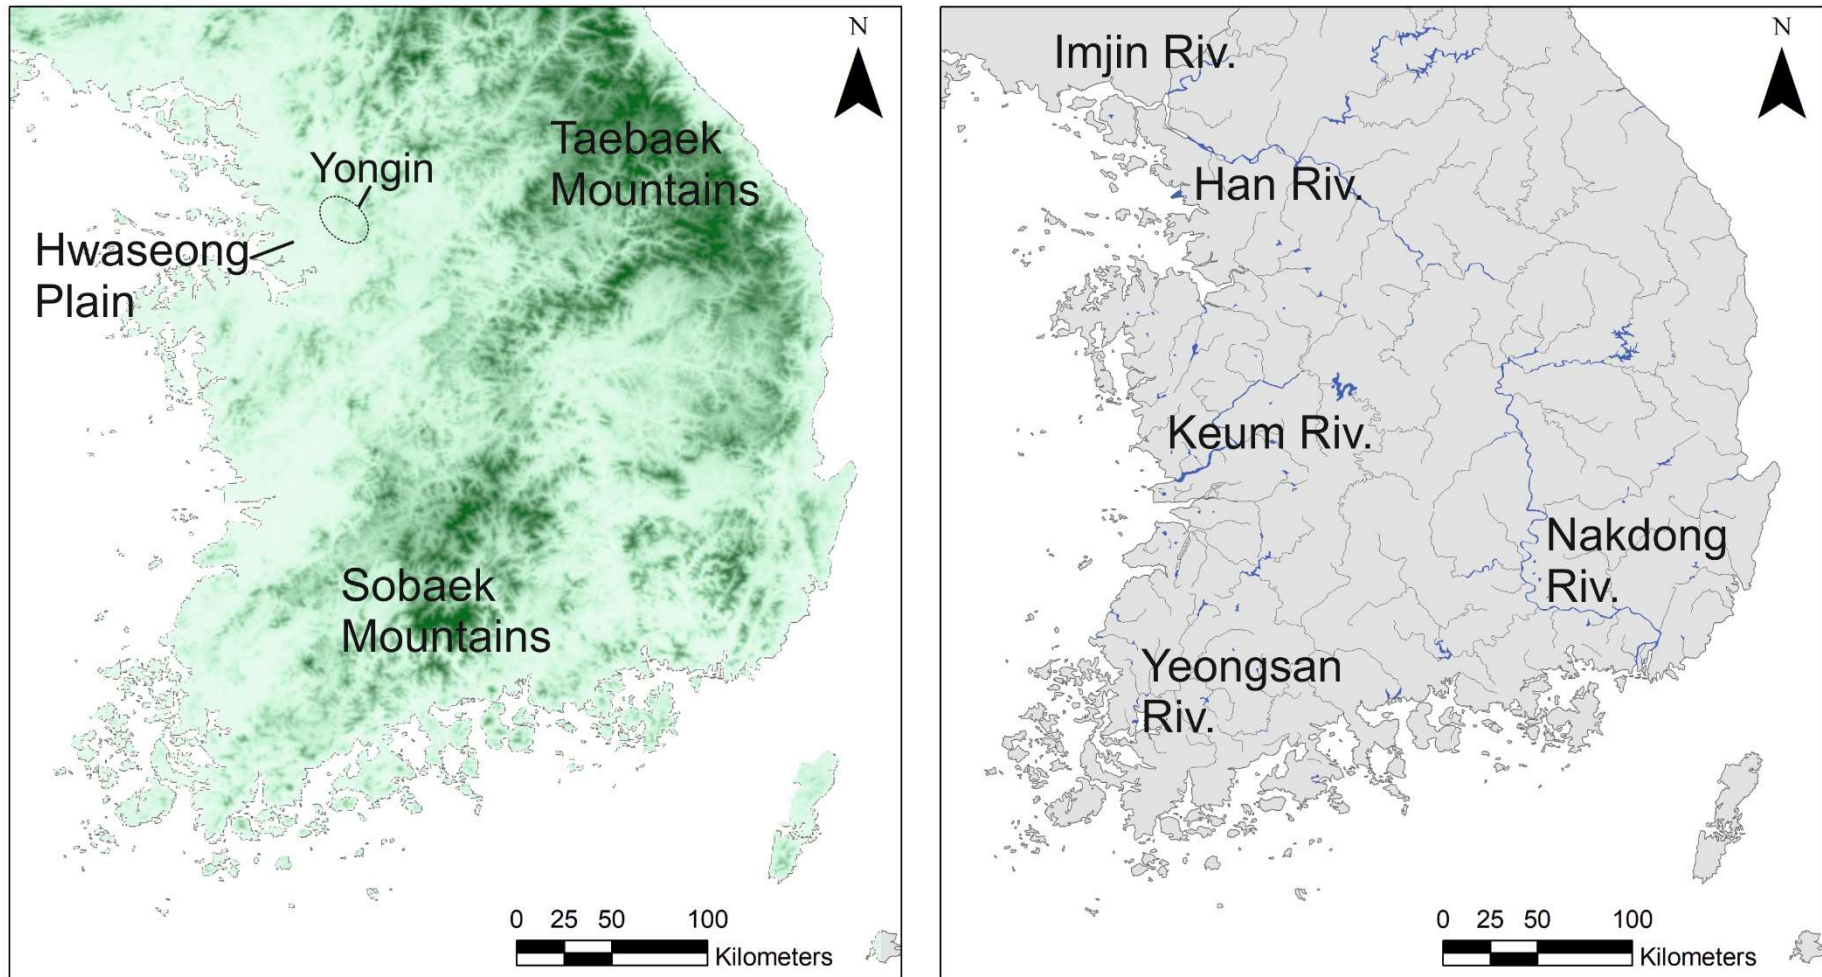 N
Taebaek
Mountains
Yongin
Hwaseong
Plain
Sobaek
Mountains
0 25 50 100
Kilometers
N
Imjin Riv.
Han Riv.
Keum Riv.
Nakdong
Riv.
Yeongsan
Riv.
0 25 50 100
Kilometers